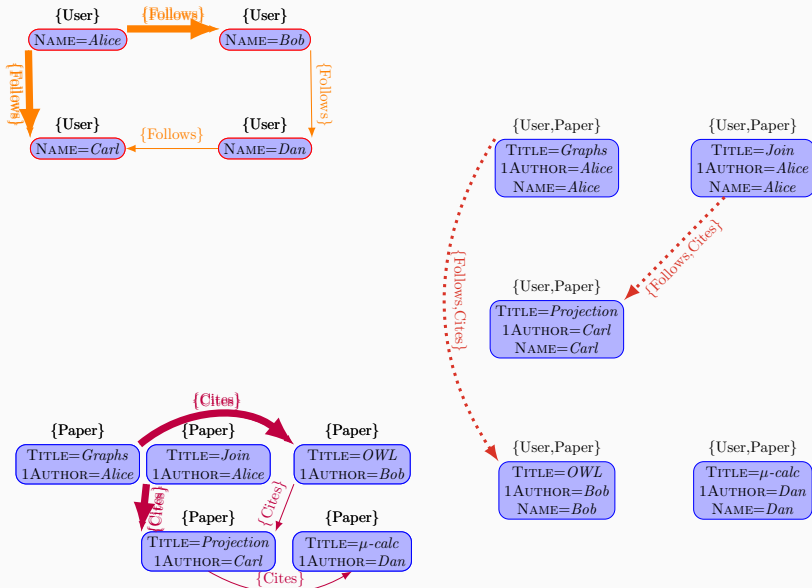 {User}
{Follows}
{User}
NAME=Alice
NAME=Bob
{Follows}
{Follows}
{User}
{Follows}
{User}
NAME=Carl
NAME=Dan
{User,Paper}
TITLE=Graphs
1AUTHOR=Alice
NAME=Alice
{User,Paper}
TITLE=Join
1AUTHOR=Alice
NAME=Alice
{Follows,Cites}
{Follows,Cites}
{User,Paper}
TITLE=Projection
1AUTHOR=Carl
NAME=Carl
{User,Paper}
TITLE=OWL
1AUTHOR=Bob
NAME=Bob
{User,Paper}
TITLE=μ-calc
1AUTHOR=Dan
NAME=Dan
{Cites}
{Paper}
TITLE=Graphs
1AUTHOR=Alice
{Paper}
TITLE=Join
1AUTHOR=Alice
{Paper}
TITLE=OWL
1AUTHOR=Bob
{Cites}
{Cites}
{Paper}
TITLE=Projection
1AUTHOR=Carl
{Paper}
TITLE=μ-calc
1AUTHOR=Dan
{Cites}